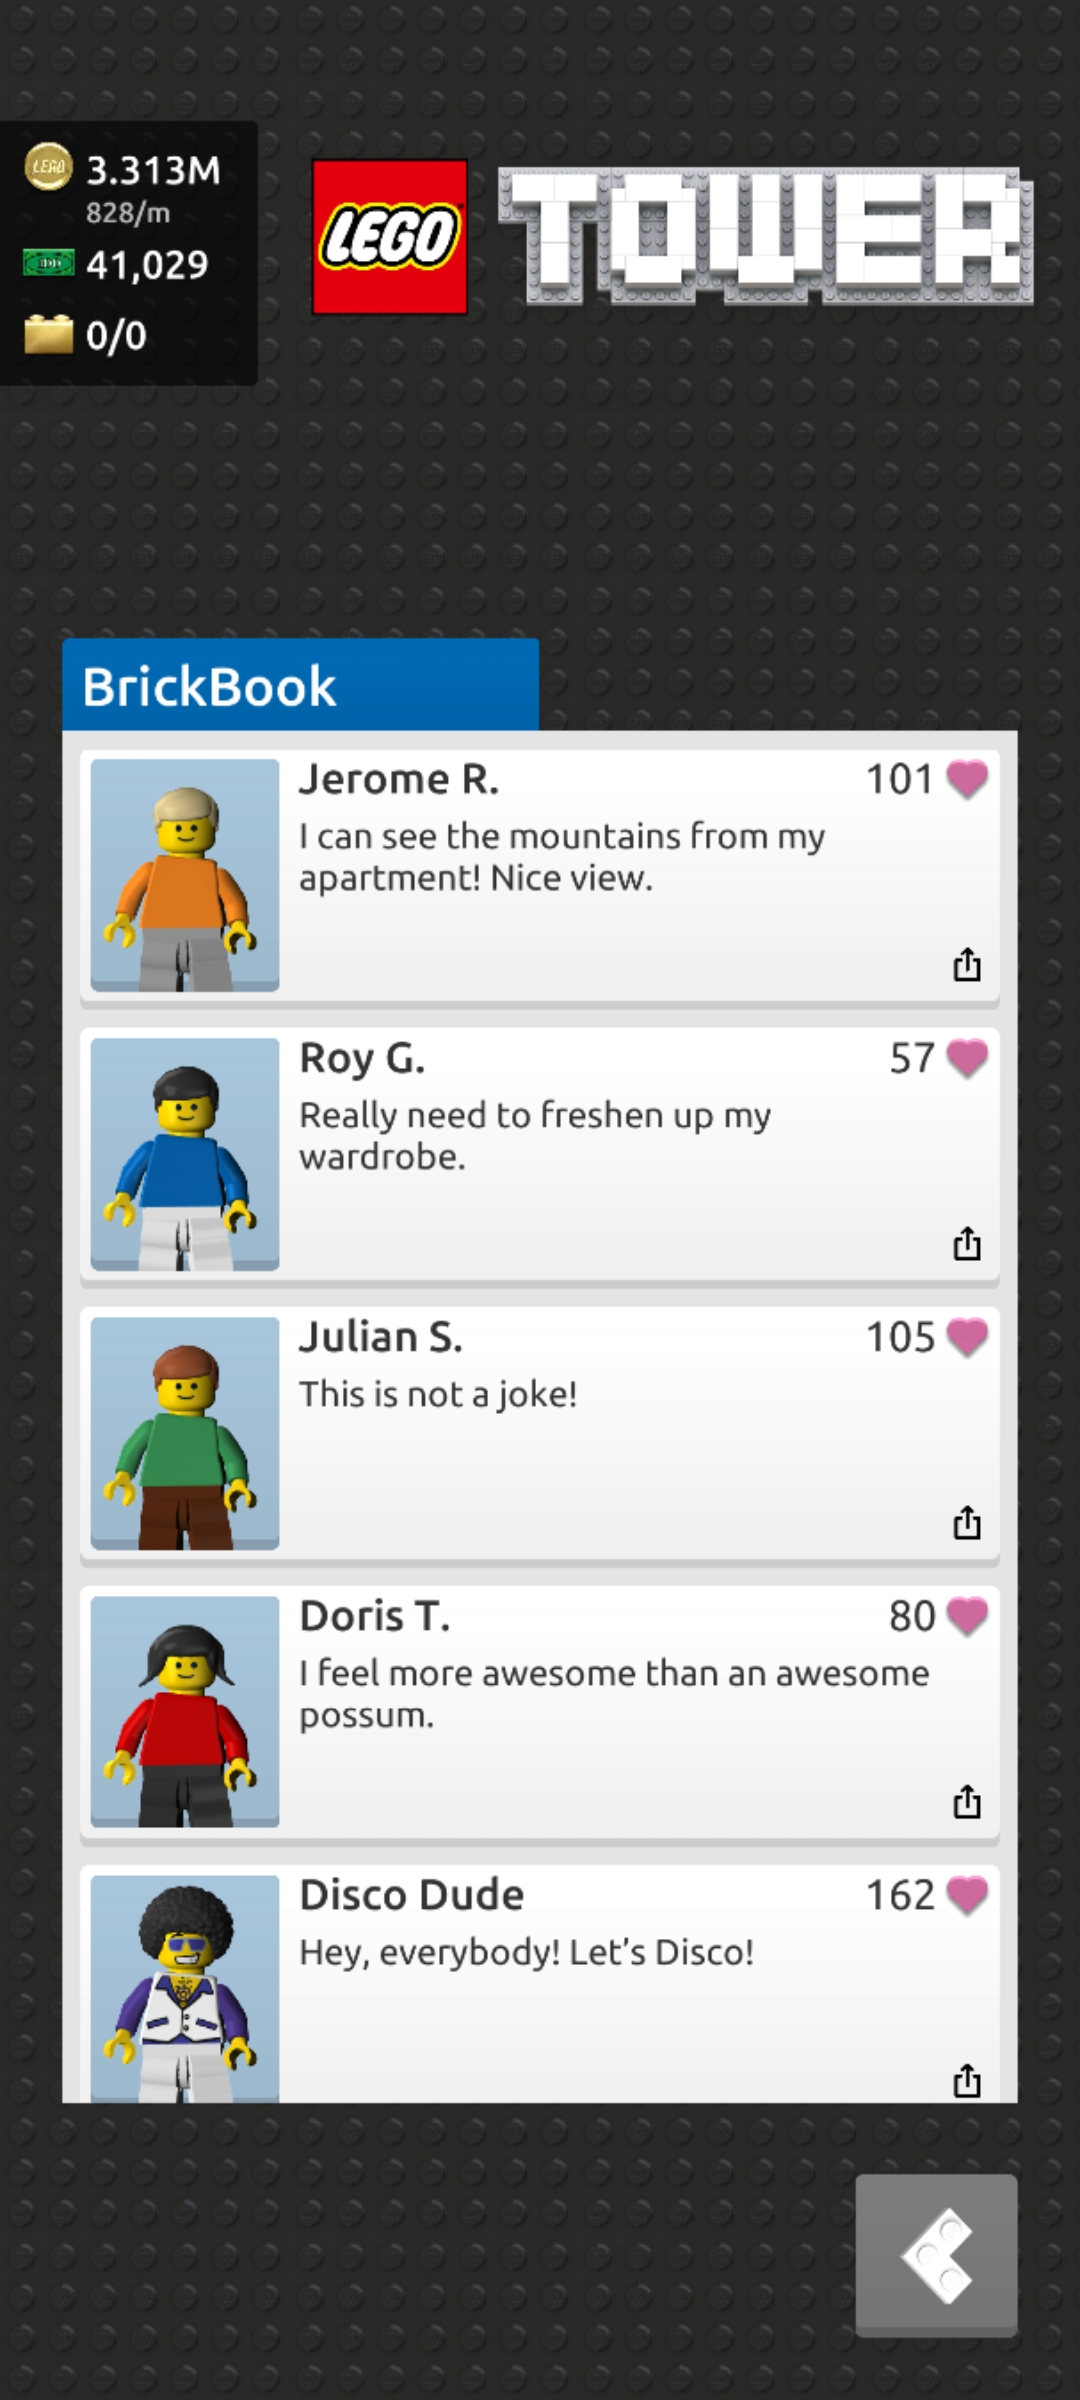 3.313M
828/m
41,029
0/0
LEGO
TOWER
BrickBook
Jerome R.
101
I can see the mountains from my
apartment! Nice view.
Roy G.
57
Really need to freshen up my
wardrobe.
Julian S.
105
This is not a joke!
Doris T.
80
I feel more awesome than an awesome
possum.
Disco Dude
162
Hey, everybody! Let's Disco!